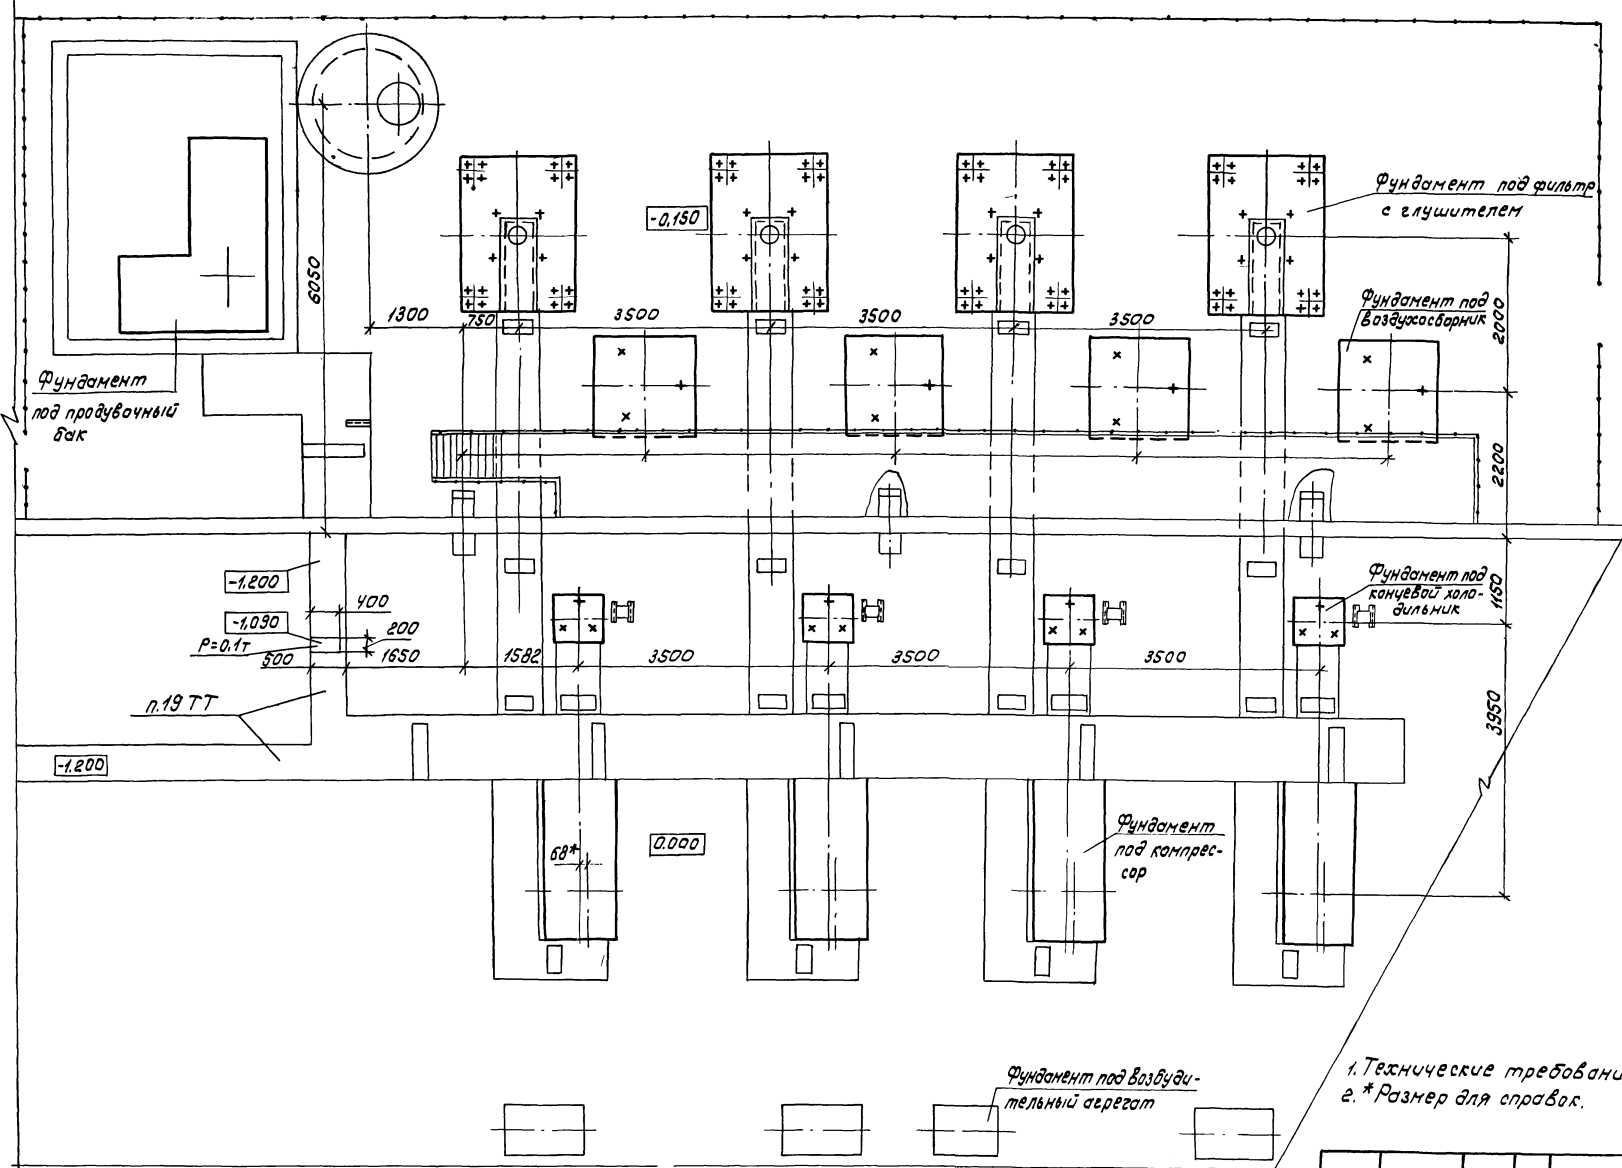 Фундамент под фильтр
с глушителем
-0,150
6050
1300
750
3500
3500
3500
Фундамент под
воздухосборник
2000
Фундамент
под продувочный
бак
2200
-1.200
400
-1,090
200
P=0.1т
500
1650
1582
3500
3500
3500
Фундамент под
концевой холо-
дильник
1150
п.19 ТТ
3950
-1.200
68*
0.000
Фундамент
под компрес-
сор
Фундамент под возбуди-
тельный агрегат
1. Технические требовани
2. * Размер для справок.